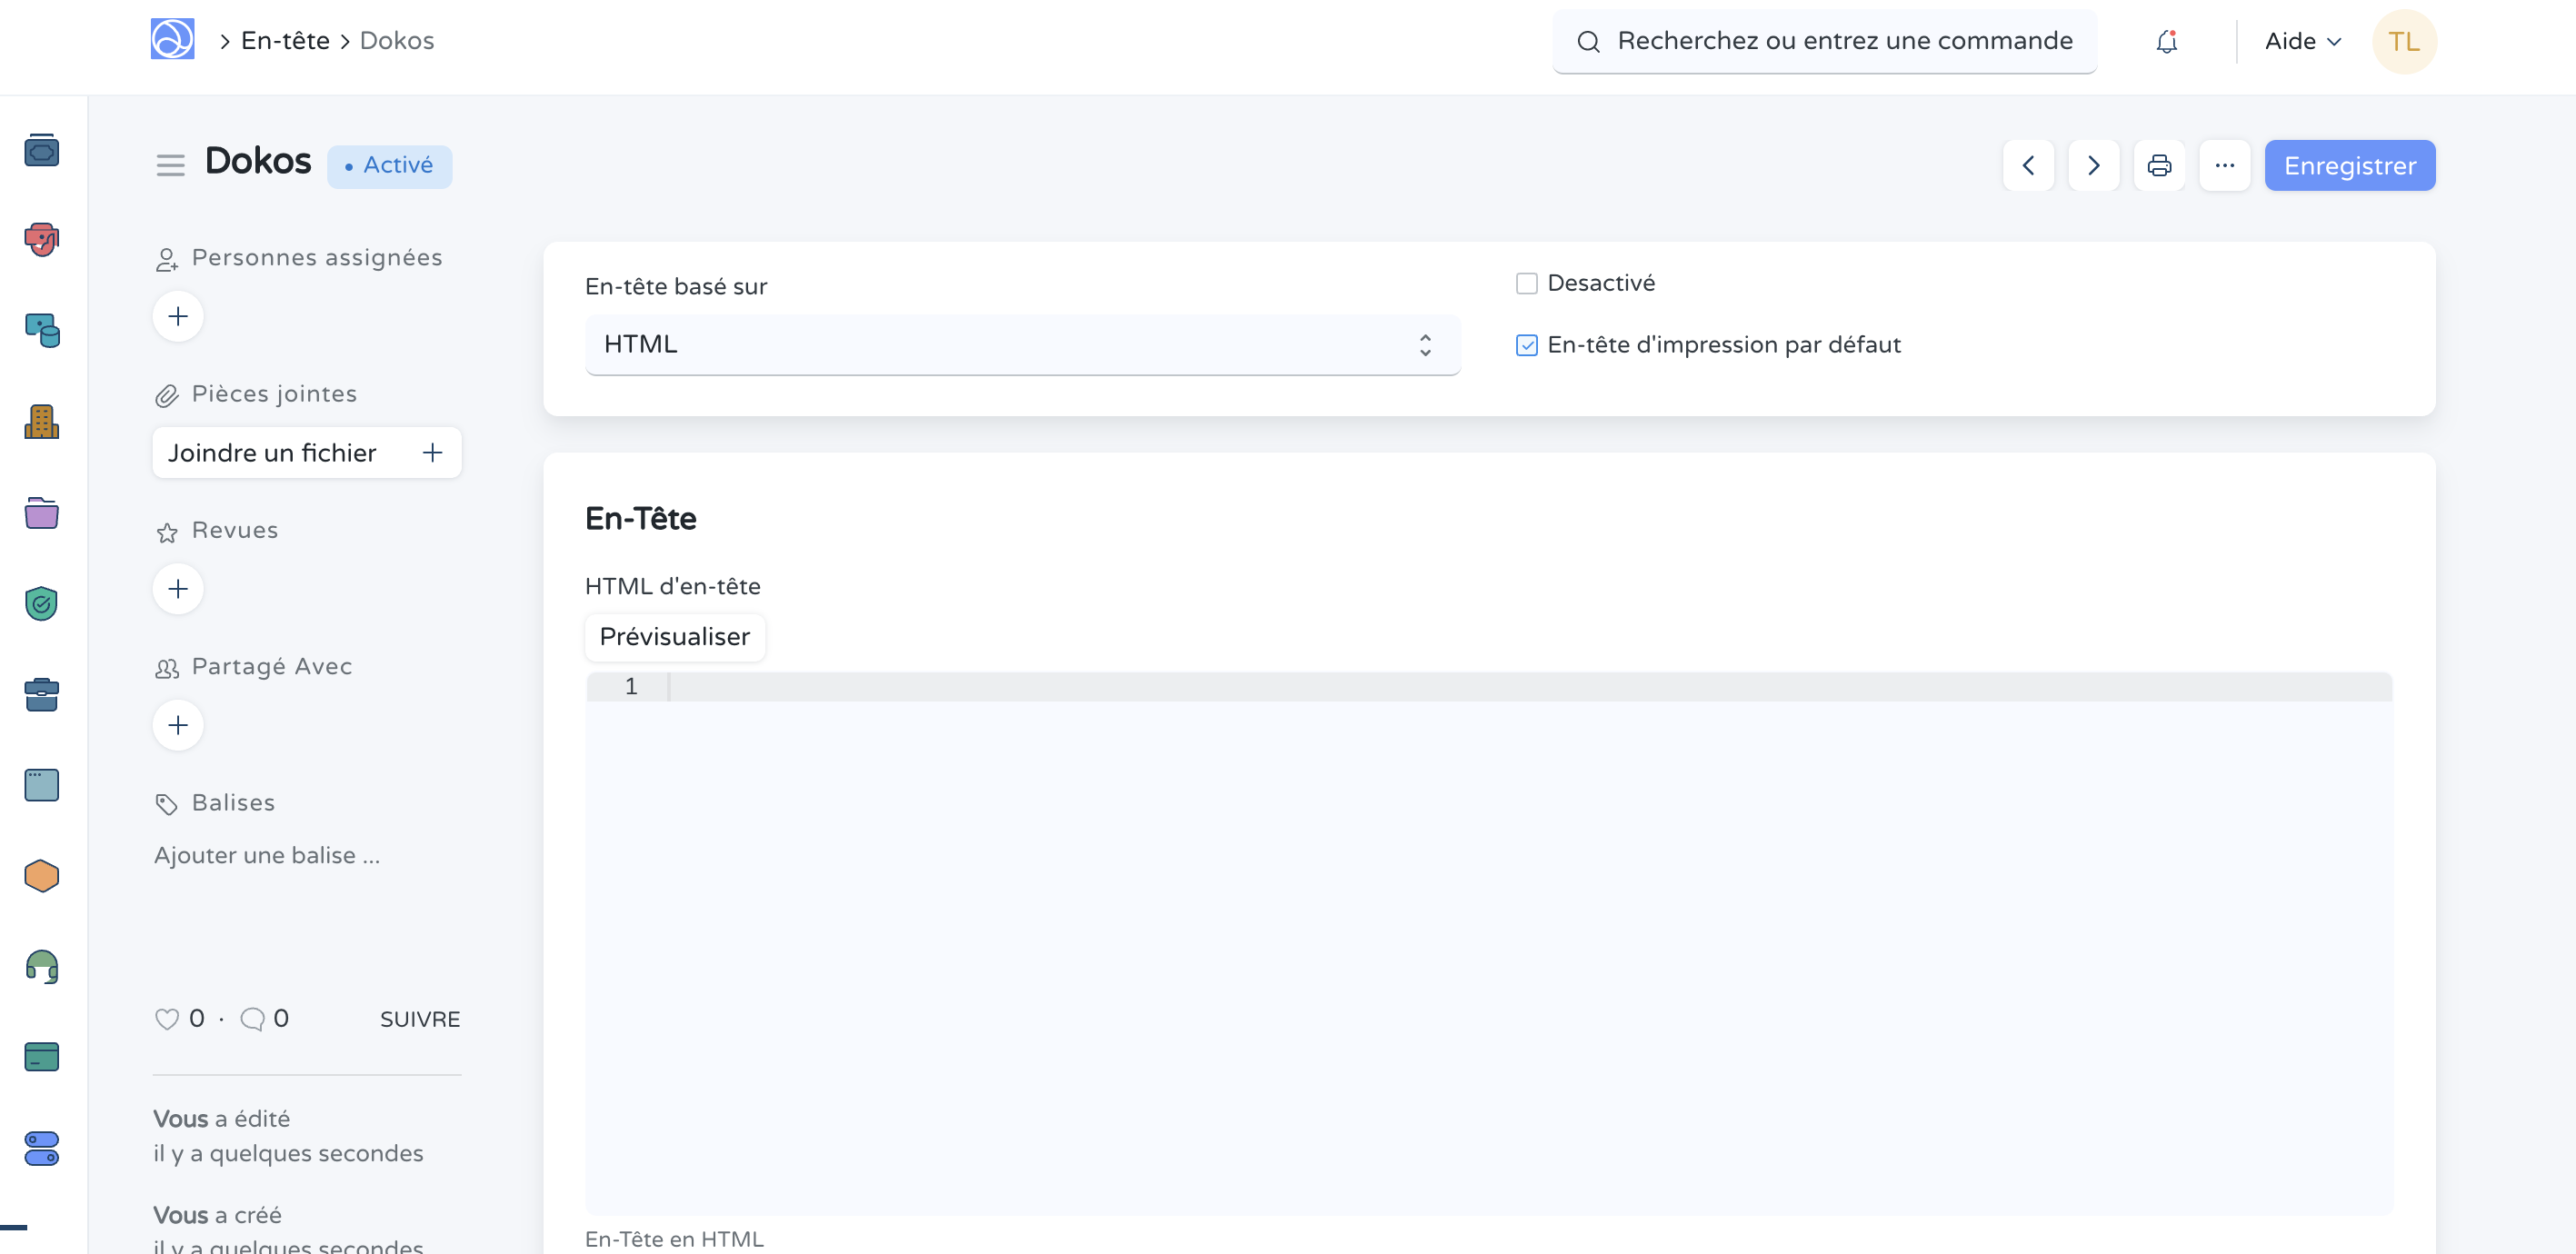 En-tête
Dokos
Recherchez ou entrez une commande
Aide
TL
Dokos
Activé
Enregistrer
Personnes assignées
Pièces jointes
Joindre un fichier
Revues
Partagé Avec
Balises
Ajouter une balise ...
0 · 0
SUIVRE
Vous a édité
il y a quelques secondes
Vous a créé
il y a quelques secondes
En-tête basé sur
HTML
Desactivé
En-tête d'impression par défaut
En-Tête
HTML d'en-tête
Prévisualiser
1
En-Tête en HTML